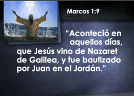 Marcos 1:9
“Aconteció en
aquellos días,
que Jesús vino de Nazaret
de Galilea, y fue bautizado
por Juan en el Jordán.”